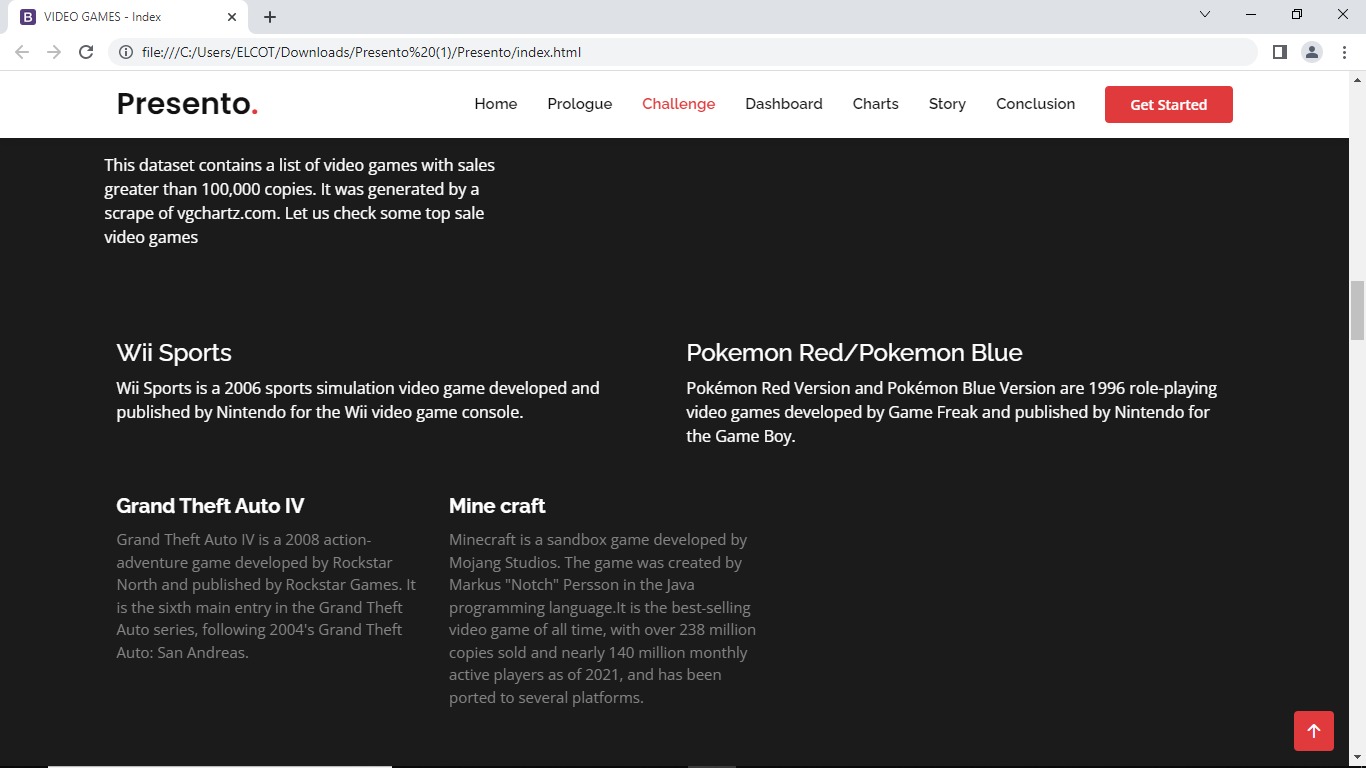 VIDEO GAMES - Index
file:///C:/Users/ELCOT/Downloads/Presento%20(1)/Presento/index.html
Presento.
Home Prologue Challenge Dashboard Charts Story Conclusion Get Started
This dataset contains a list of video games with sales
greater than 100,000 copies. It was generated by a
scrape of vgchartz.com. Let us check some top sale
video games
Wii Sports
Wii Sports is a 2006 sports simulation video game developed and
published by Nintendo for the Wii video game console.
Pokemon Red/Pokemon Blue
Pokémon Red Version and Pokémon Blue Version are 1996 role-playing
video games developed by Game Freak and published by Nintendo for
the Game Boy.
Grand Theft Auto IV
Grand Theft Auto IV is a 2008 action-
adventure game developed by Rockstar
North and published by Rockstar Games. It
is the sixth main entry in the Grand Theft
Auto series, following 2004's Grand Theft
Auto: San Andreas.
Mine craft
Minecraft is a sandbox game developed by
Mojang Studios. The game was created by
Markus "Notch" Persson in the Java
programming language.It is the best-selling
video game of all time, with over 238 million
copies sold and nearly 140 million monthly
active players as of 2021, and has been
ported to several platforms.